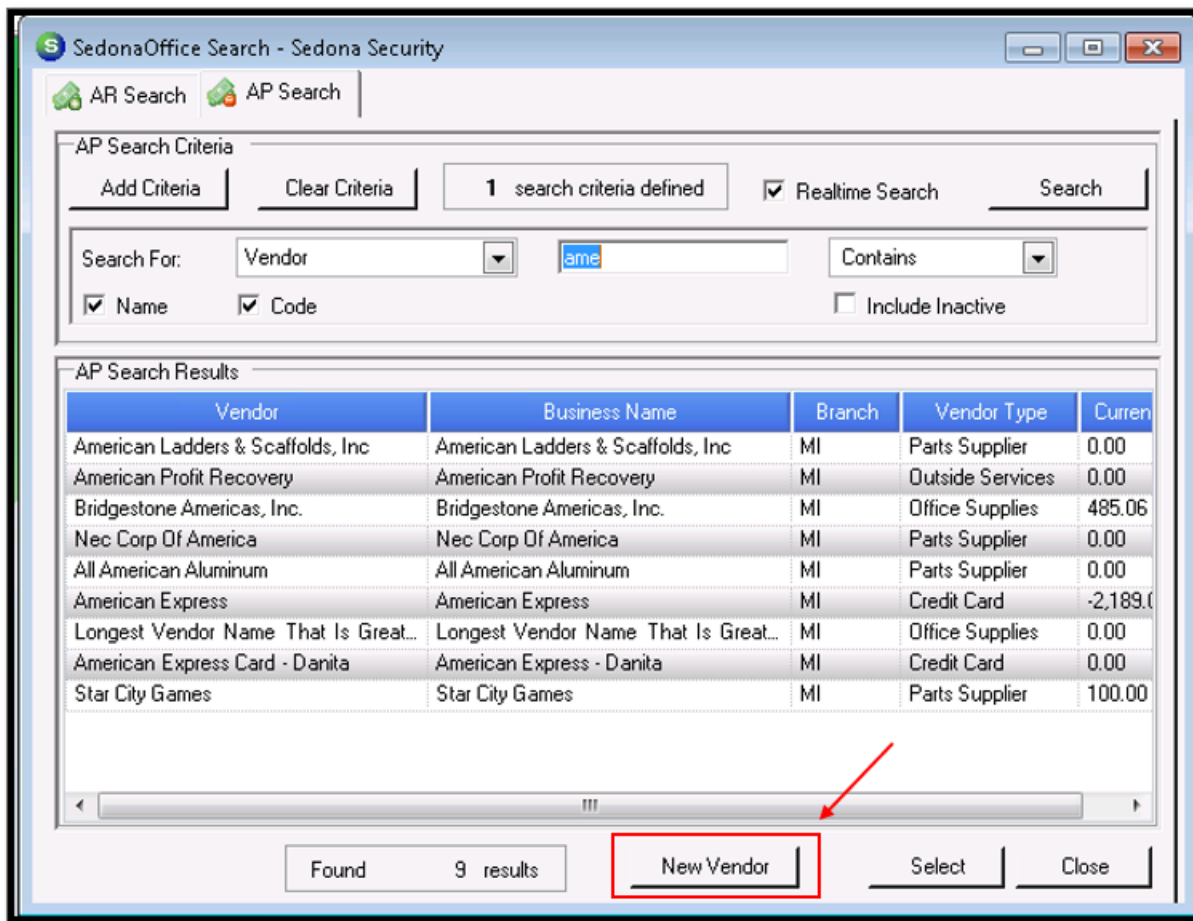 SedonaOffice Search - Sedona Security
AR Search AP Search
AP Search Criteria
Add Criteria Clear Criteria 1 search criteria defined Realtime Search Search
Search For: Vendor ame Contains
Name Code Include Inactive
AP Search Results
Vendor Business Name Branch Vendor Type Curren
American Ladders & Scaffolds, Inc American Ladders & Scaffolds, Inc MI Parts Supplier 0.00
American Profit Recovery American Profit Recovery MI Outside Services 0.00
Bridgestone Americas, Inc. Bridgestone Americas, Inc. MI Office Supplies 485.06
Nec Corp Of America Nec Corp Of America MI Parts Supplier 0.00
All American Aluminum All American Aluminum MI Parts Supplier 0.00
American Express American Express MI Credit Card -2,189.0
Longest Vendor Name That Is Great... Longest Vendor Name That Is Great... MI Office Supplies 0.00
American Express Card - Danita American Express - Danita MI Credit Card 0.00
Star City Games Star City Games MI Parts Supplier 100.00
Found 9 results New Vendor Select Close